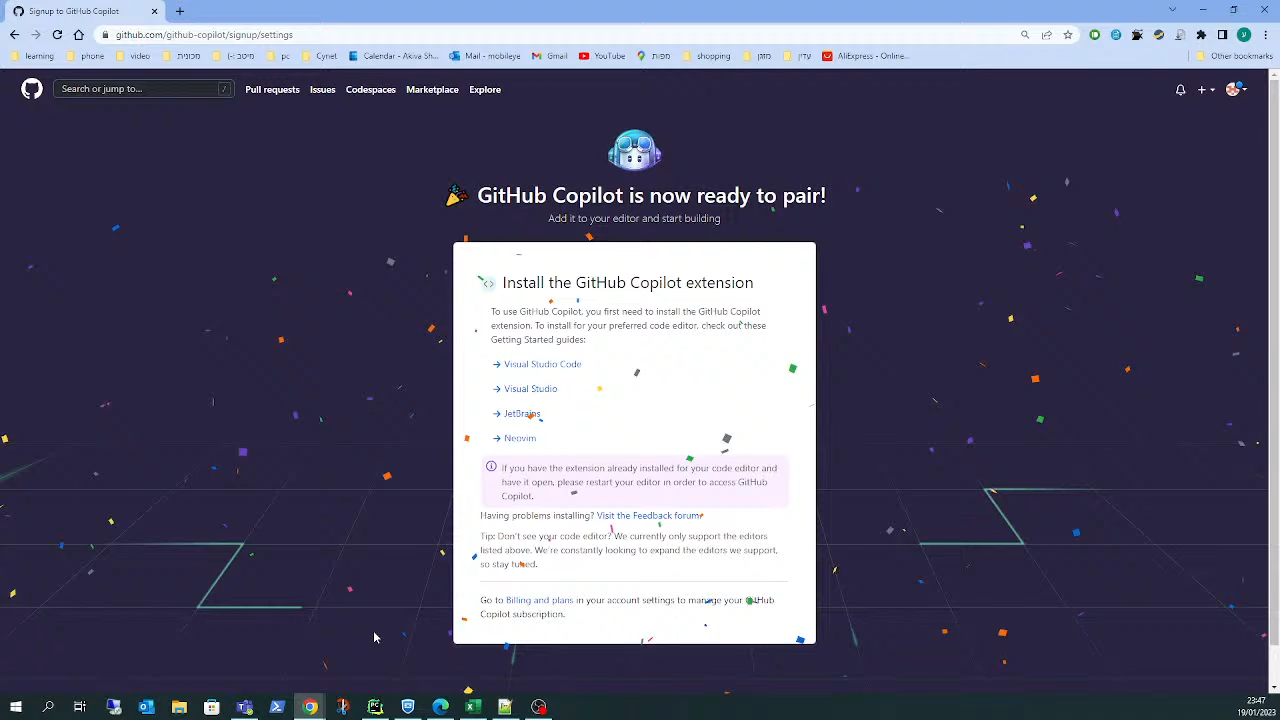 Signup to GitHub Copilot
github.com/github-copilot/signup/settings
learning phone video מסמכים pc Cyriet Calendar - Akiva Sha... Mail - mobileye Gmail YouTube מפות shopping מזון עדיין AliExpress - Online... Other bookmarks
Search or jump to... /
Pull requests Issues Codespaces Marketplace Explore
GitHub Copilot is now ready to pair!
Add it to your editor and start building
Install the GitHub Copilot extension
To use GitHub Copilot, you first need to install the GitHub Copilot
extension. To install for your preferred code editor, check out these
Getting Started guides:
→ Visual Studio Code
→ Visual Studio
→ JetBrains
→ Neovim
If you have the extension already installed for your code editor and
have it open, please restart your editor in order to access GitHub
Copilot.
Having problems installing? Visit the Feedback forum
Tip: Don't see your code editor? We currently only support the editors
listed above. We're constantly looking to expand the editors we support,
so stay tuned.
Go to Billing and plans in your account settings to manage your GitHub
Copilot subscription.
23:47
19/01/2023